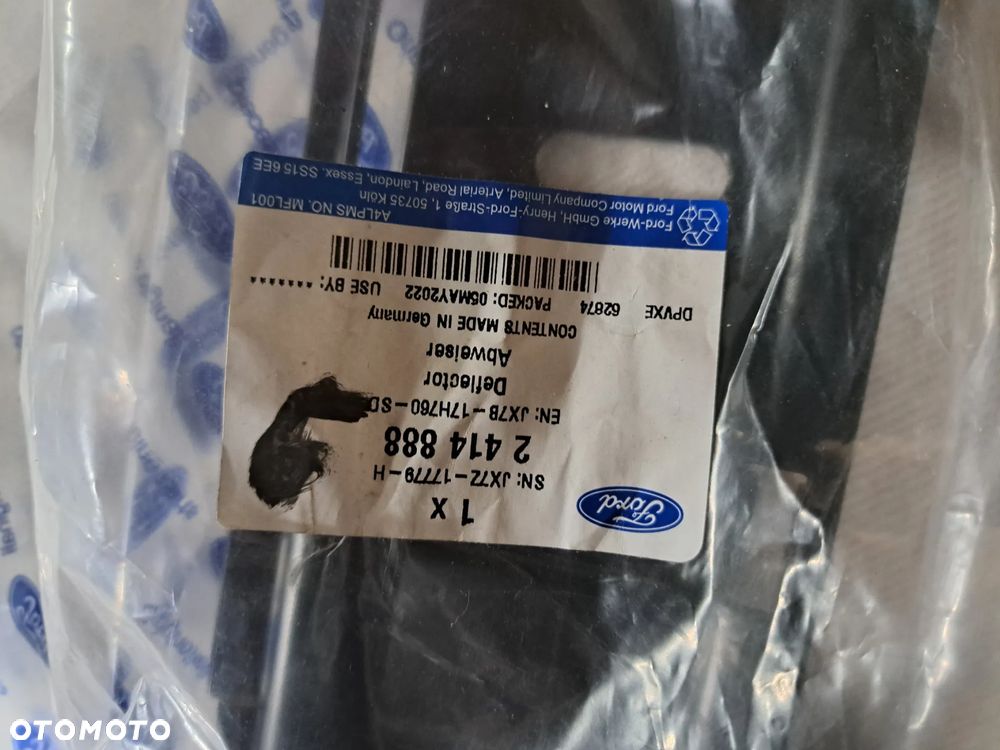 Ford
1 X
SN: JX7Z-17779-H
2 414 888
EN: JX7B-17H760-SD
Deflector
Abweiser
CONTENTS MADE IN Germany
DPVXE 62874 PACKED: 05MAY2022 USE BY: *******
Ford-Werke GmbH, Henry-Ford-Straße 1, 50735 Köln
Ford Motor Company Limited, Arterial Road, Laindon, Essex. SS15 6EE
A4LPMS NO. MFL001
OTOMOTO